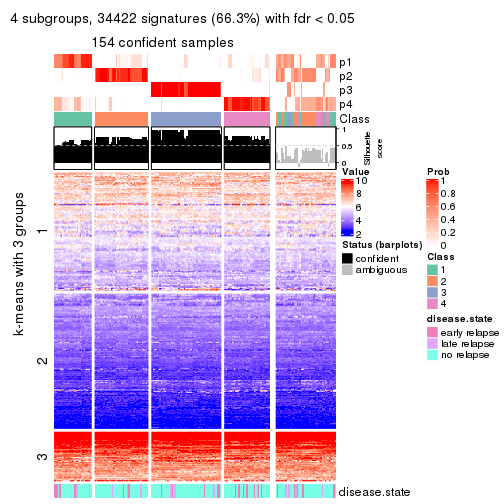 4 subgroups, 34422 signatures (66.3%) with fdr < 0.05
154 confident samples
p1
p2
p3
p4
Class
1
0.5
0
Silhouette
score
k-means with 3 groups
1
2
3
disease.state
Value
10
8
6
4
2
Status (barplots)
confident
ambiguous
Prob
1
0.8
0.6
0.4
0.2
0
Class
1
2
3
4
disease.state
early relapse
late relapse
no relapse